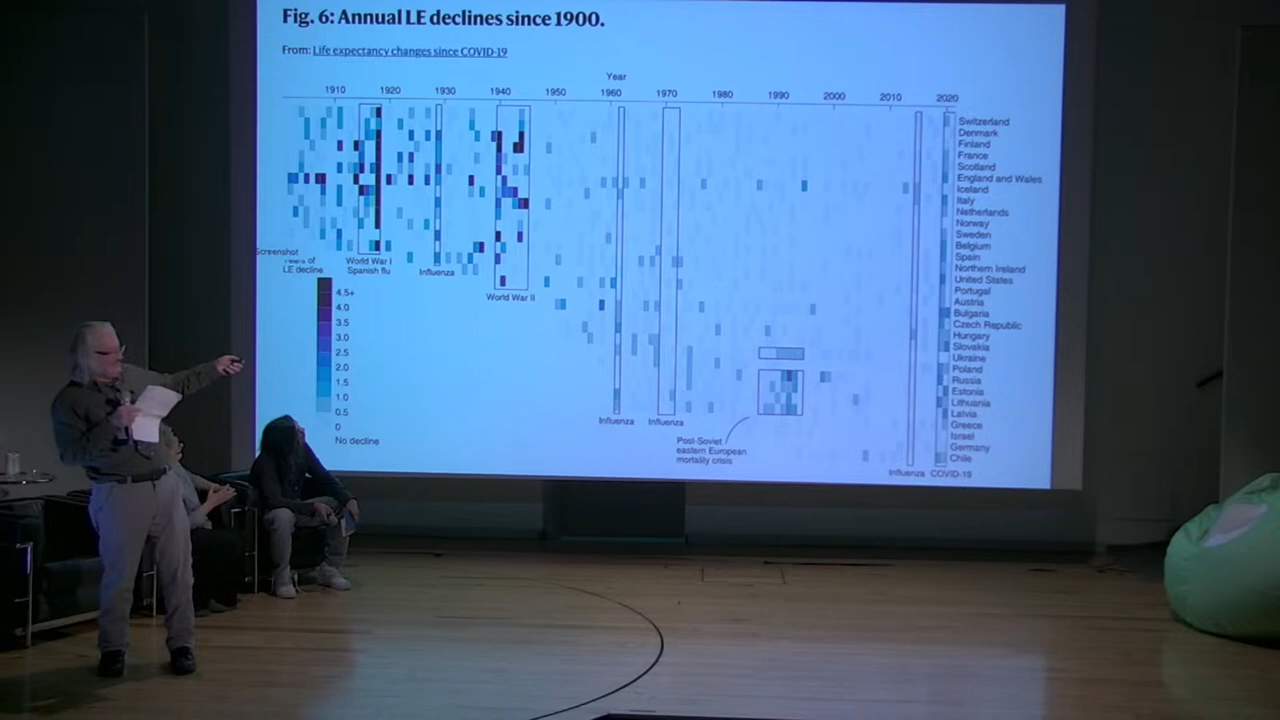 Fig. 6: Annual LE declines since 1900.
From: Life expectancy changes since COVID-19
Year
1910 1920 1930 1940 1950 1960 1970 1980 1990 2000 2010 2020
Switzerland
Denmark
Finland
France
Scotland
England and Wales
Iceland
Italy
Netherlands
Norway
Sweden
Belgium
Spain
Northern Ireland
United States
Portugal
Austria
Bulgaria
Czech Republic
Hungary
Slovakia
Ukraine
Poland
Russia
Estonia
Lithuania
Latvia
Greece
Israel
Germany
Chile
Screenshot
of
LE decline
4.5+
4.0
3.5
3.0
2.5
2.0
1.5
1.0
0.5
0
No decline
World War I
Spanish flu
Influenza
World War II
Influenza
Influenza
Post-Soviet
eastern European
mortality crisis
Influenza
COVID-19